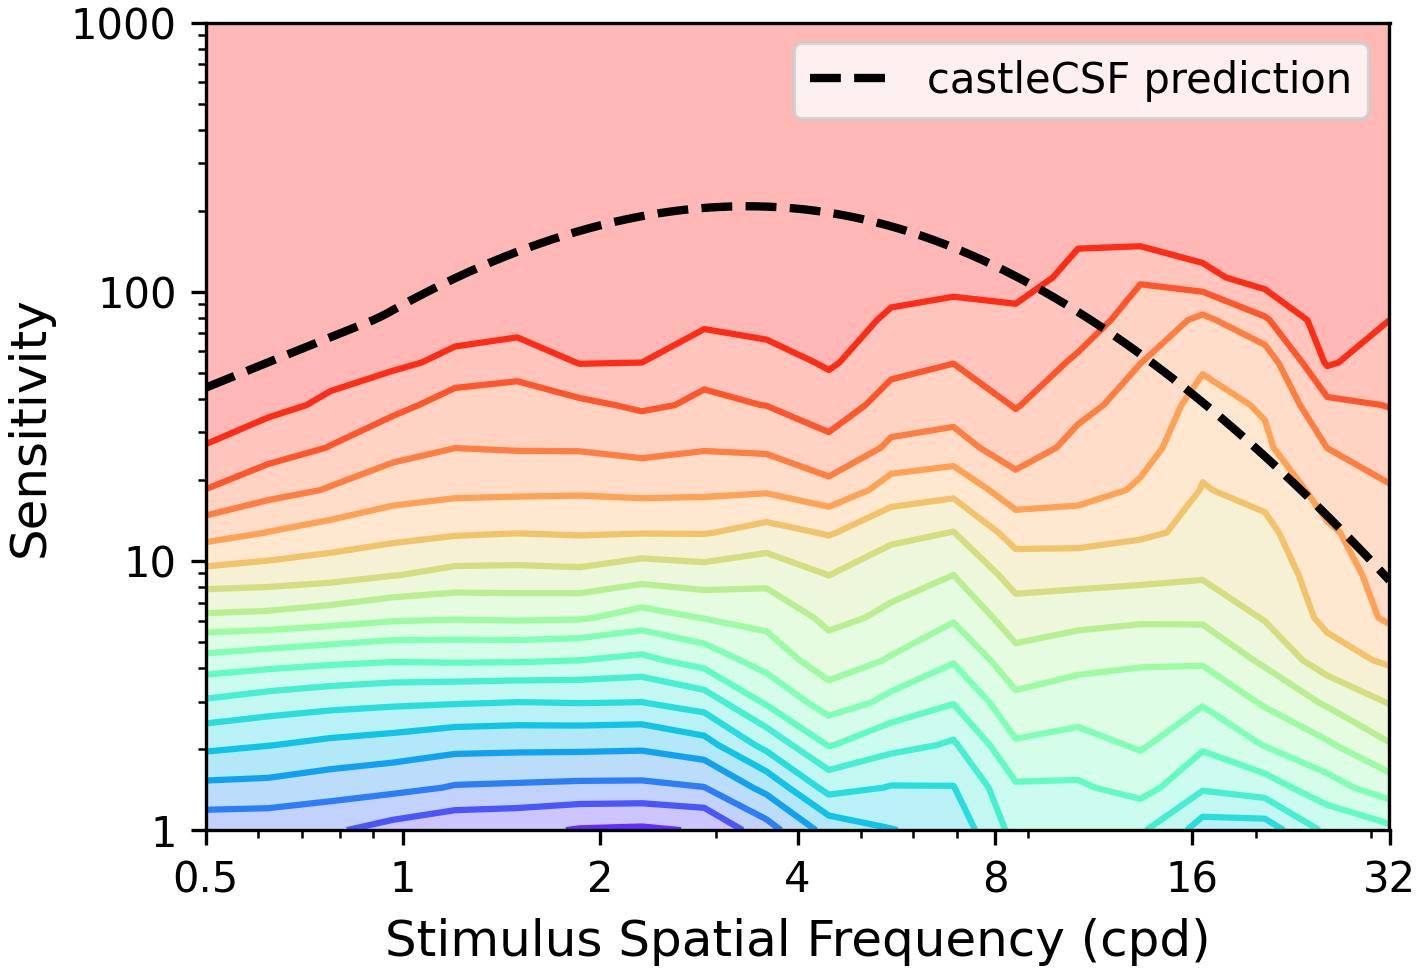 1000
100
10
1
Sensitivity
castleCSF prediction
0.5 1 2 4 8 16 32
Stimulus Spatial Frequency (cpd)